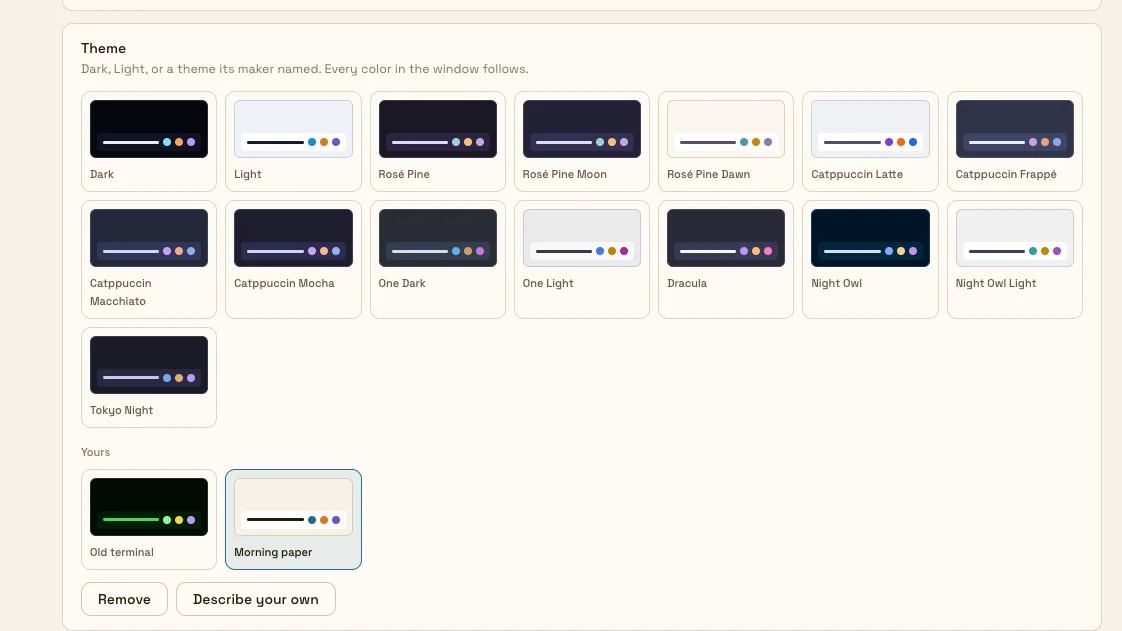 Theme
Dark, Light, or a theme its maker named. Every color in the window follows.
Dark
Light
Rosé Pine
Rosé Pine Moon
Rosé Pine Dawn
Catppuccin Latte
Catppuccin Frappé
Catppuccin
Macchiato
Catppuccin Mocha
One Dark
One Light
Dracula
Night Owl
Night Owl Light
Tokyo Night
Yours
Old terminal
Morning paper
Remove
Describe your own